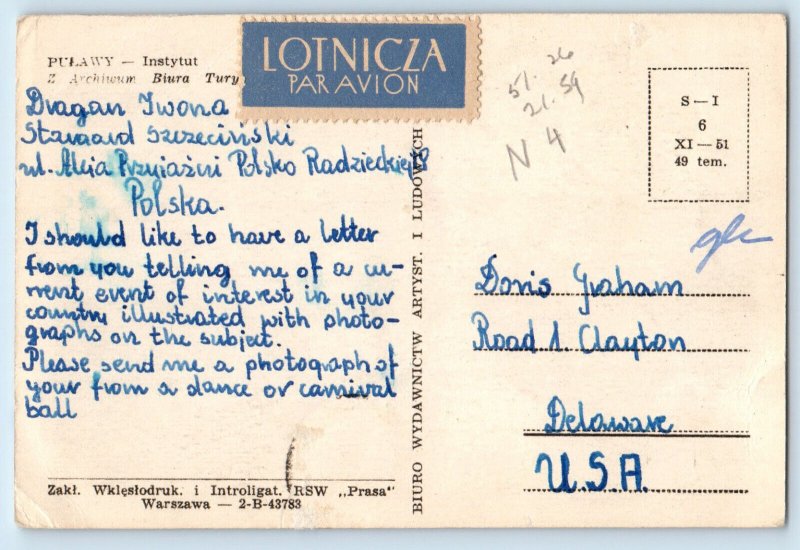 PUŁAWY — Instytut
Z Archiwum Biura Tury
LOTNICZA
PAR AVION
Dragan Iwona
Stargard Szczeciński
ul. Aleja Przyjaźni Polsko Radzieckiej 8
Polska.
I should like to have a letter
from you telling me of a cu-
rrent event of interest in your
country illustrated with photo-
graphs on the subject.
Please send me a photograph of
your from a dance or carnival
ball
Zakł. Wklęsłodruk. i Introligat. RSW „Prasa"
Warszawa — 2-B-43783
BIURO WYDAWNICTW ARTYST. I LUDOWYCH
51. 26
21. 59
N 4
S — I
6
XI — 51
49 tem.
Doris Graham
Road 1 Clayton
Delaware
U.S.A.